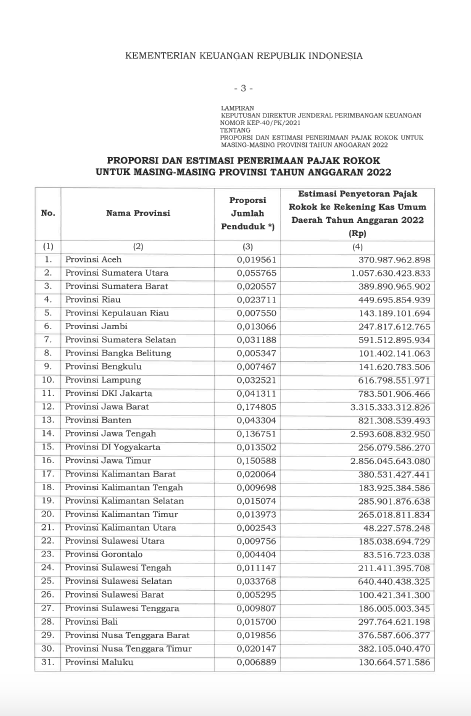 KEMENTERIAN KEUANGAN REPUBLIK INDONESIA
- 3 -
LAMPIRAN
KEPUTUSAN DIREKTUR JENDERAL PERIMBANGAN KEUANGAN
NOMOR KEP-40/PK/2021
TENTANG
PROPORSI DAN ESTIMASI PENERIMAAN PAJAK ROKOK UNTUK
MASING-MASING PROVINSI TAHUN ANGGARAN 2022
PROPORSI DAN ESTIMASI PENERIMAAN PAJAK ROKOK
UNTUK MASING-MASING PROVINSI TAHUN ANGGARAN 2022
No. Nama Provinsi Proporsi Jumlah Penduduk *) Estimasi Penyetoran Pajak Rokok ke Rekening Kas Umum Daerah Tahun Anggaran 2022 (Rp)
(1) (2) (3) (4)
1. Provinsi Aceh 0,019561 370.987.962.898
2. Provinsi Sumatera Utara 0,055765 1.057.630.423.833
3. Provinsi Sumatera Barat 0,020557 389.890.965.902
4. Provinsi Riau 0,023711 449.695.854.939
5. Provinsi Kepulauan Riau 0,007550 143.189.101.694
6. Provinsi Jambi 0,013066 247.817.612.765
7. Provinsi Sumatera Selatan 0,031188 591.512.895.934
8. Provinsi Bangka Belitung 0,005347 101.402.141.063
9. Provinsi Bengkulu 0,007467 141.620.783.506
10. Provinsi Lampung 0,032521 616.798.551.971
11. Provinsi DKI Jakarta 0,041311 783.501.906.466
12. Provinsi Jawa Barat 0,174805 3.315.333.312.826
13. Provinsi Banten 0,043304 821.308.539.493
14. Provinsi Jawa Tengah 0,136751 2.593.608.832.950
15. Provinsi DI Yogyakarta 0,013502 256.079.586.270
16. Provinsi Jawa Timur 0,150588 2.856.045.643.080
17. Provinsi Kalimantan Barat 0,020064 380.531.427.441
18. Provinsi Kalimantan Tengah 0,009698 183.925.384.586
19. Provinsi Kalimantan Selatan 0,015074 285.901.876.638
20. Provinsi Kalimantan Timur 0,013973 265.018.811.834
21. Provinsi Kalimantan Utara 0,002543 48.227.578.248
22. Provinsi Sulawesi Utara 0,009756 185.038.694.729
23. Provinsi Gorontalo 0,004404 83.516.723.038
24. Provinsi Sulawesi Tengah 0,011147 211.411.395.708
25. Provinsi Sulawesi Selatan 0,033768 640.440.438.325
26. Provinsi Sulawesi Barat 0,005295 100.421.341.300
27. Provinsi Sulawesi Tenggara 0,009807 186.005.003.345
28. Provinsi Bali 0,015700 297.764.621.198
29. Provinsi Nusa Tenggara Barat 0,019856 376.587.606.377
30. Provinsi Nusa Tenggara Timur 0,020147 382.105.040.470
31. Provinsi Maluku 0,006889 130.664.571.586